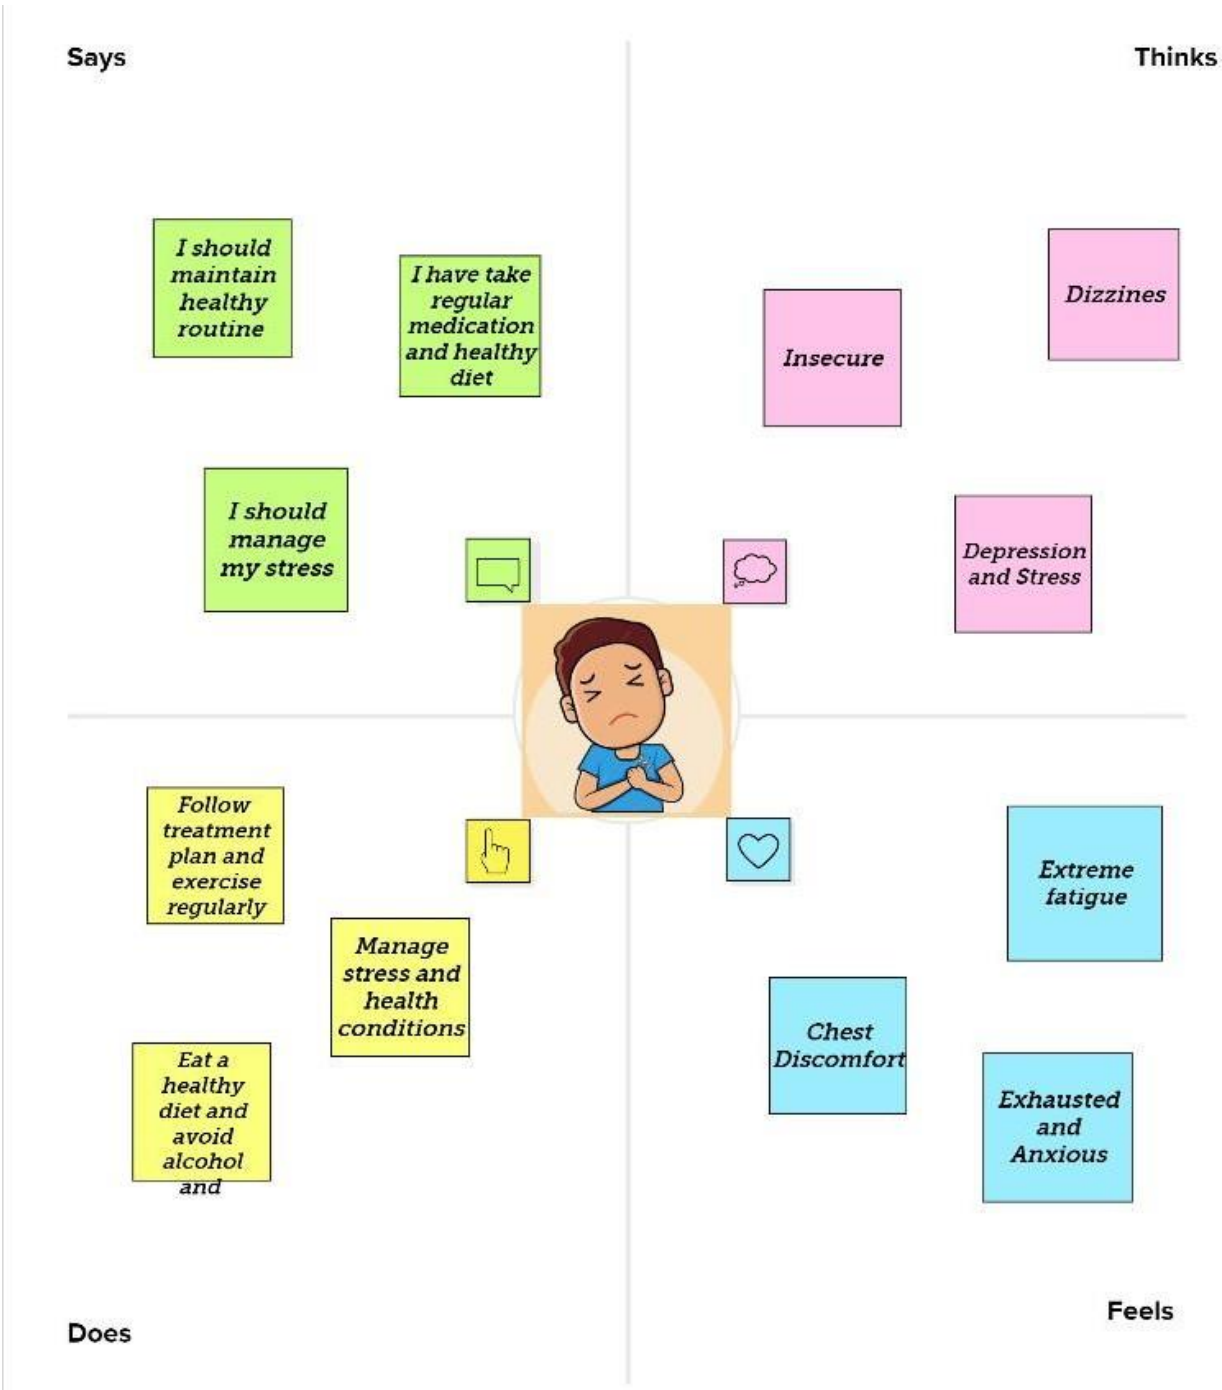 Says
Thinks
I should
maintain
healthy
routine
I have take
regular
medication
and healthy
diet
I should
manage
my stress
Insecure
Dizzines
Depression
and Stress
Follow
treatment
plan and
exercise
regularly
Manage
stress and
health
conditions
Eat a
healthy
diet and
avoid
alcohol
and
Extreme
fatigue
Chest
Discomfort
Exhausted
and
Anxious
Does
Feels